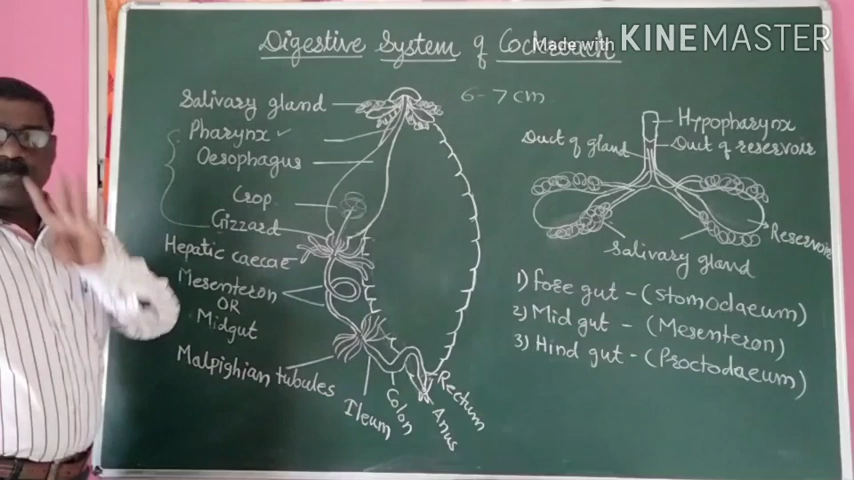 Digestive System of Cockroach
Made with KINEMASTER
6-7cm
Salivary gland
Pharynx ✓
Oesophagus
Crop
Gizzard
Hepatic caecae
Mesenteron
OR
Midgut
Malpighian tubules
Ileum
Colon
Anus
Rectum
Hypopharynx
Duct of gland
Duct of reservoir
Reservoir
Salivary gland
1) Fore gut - (Stomodaeum)
2) Mid gut - (Mesenteron)
3) Hind gut - (Proctodaeum)